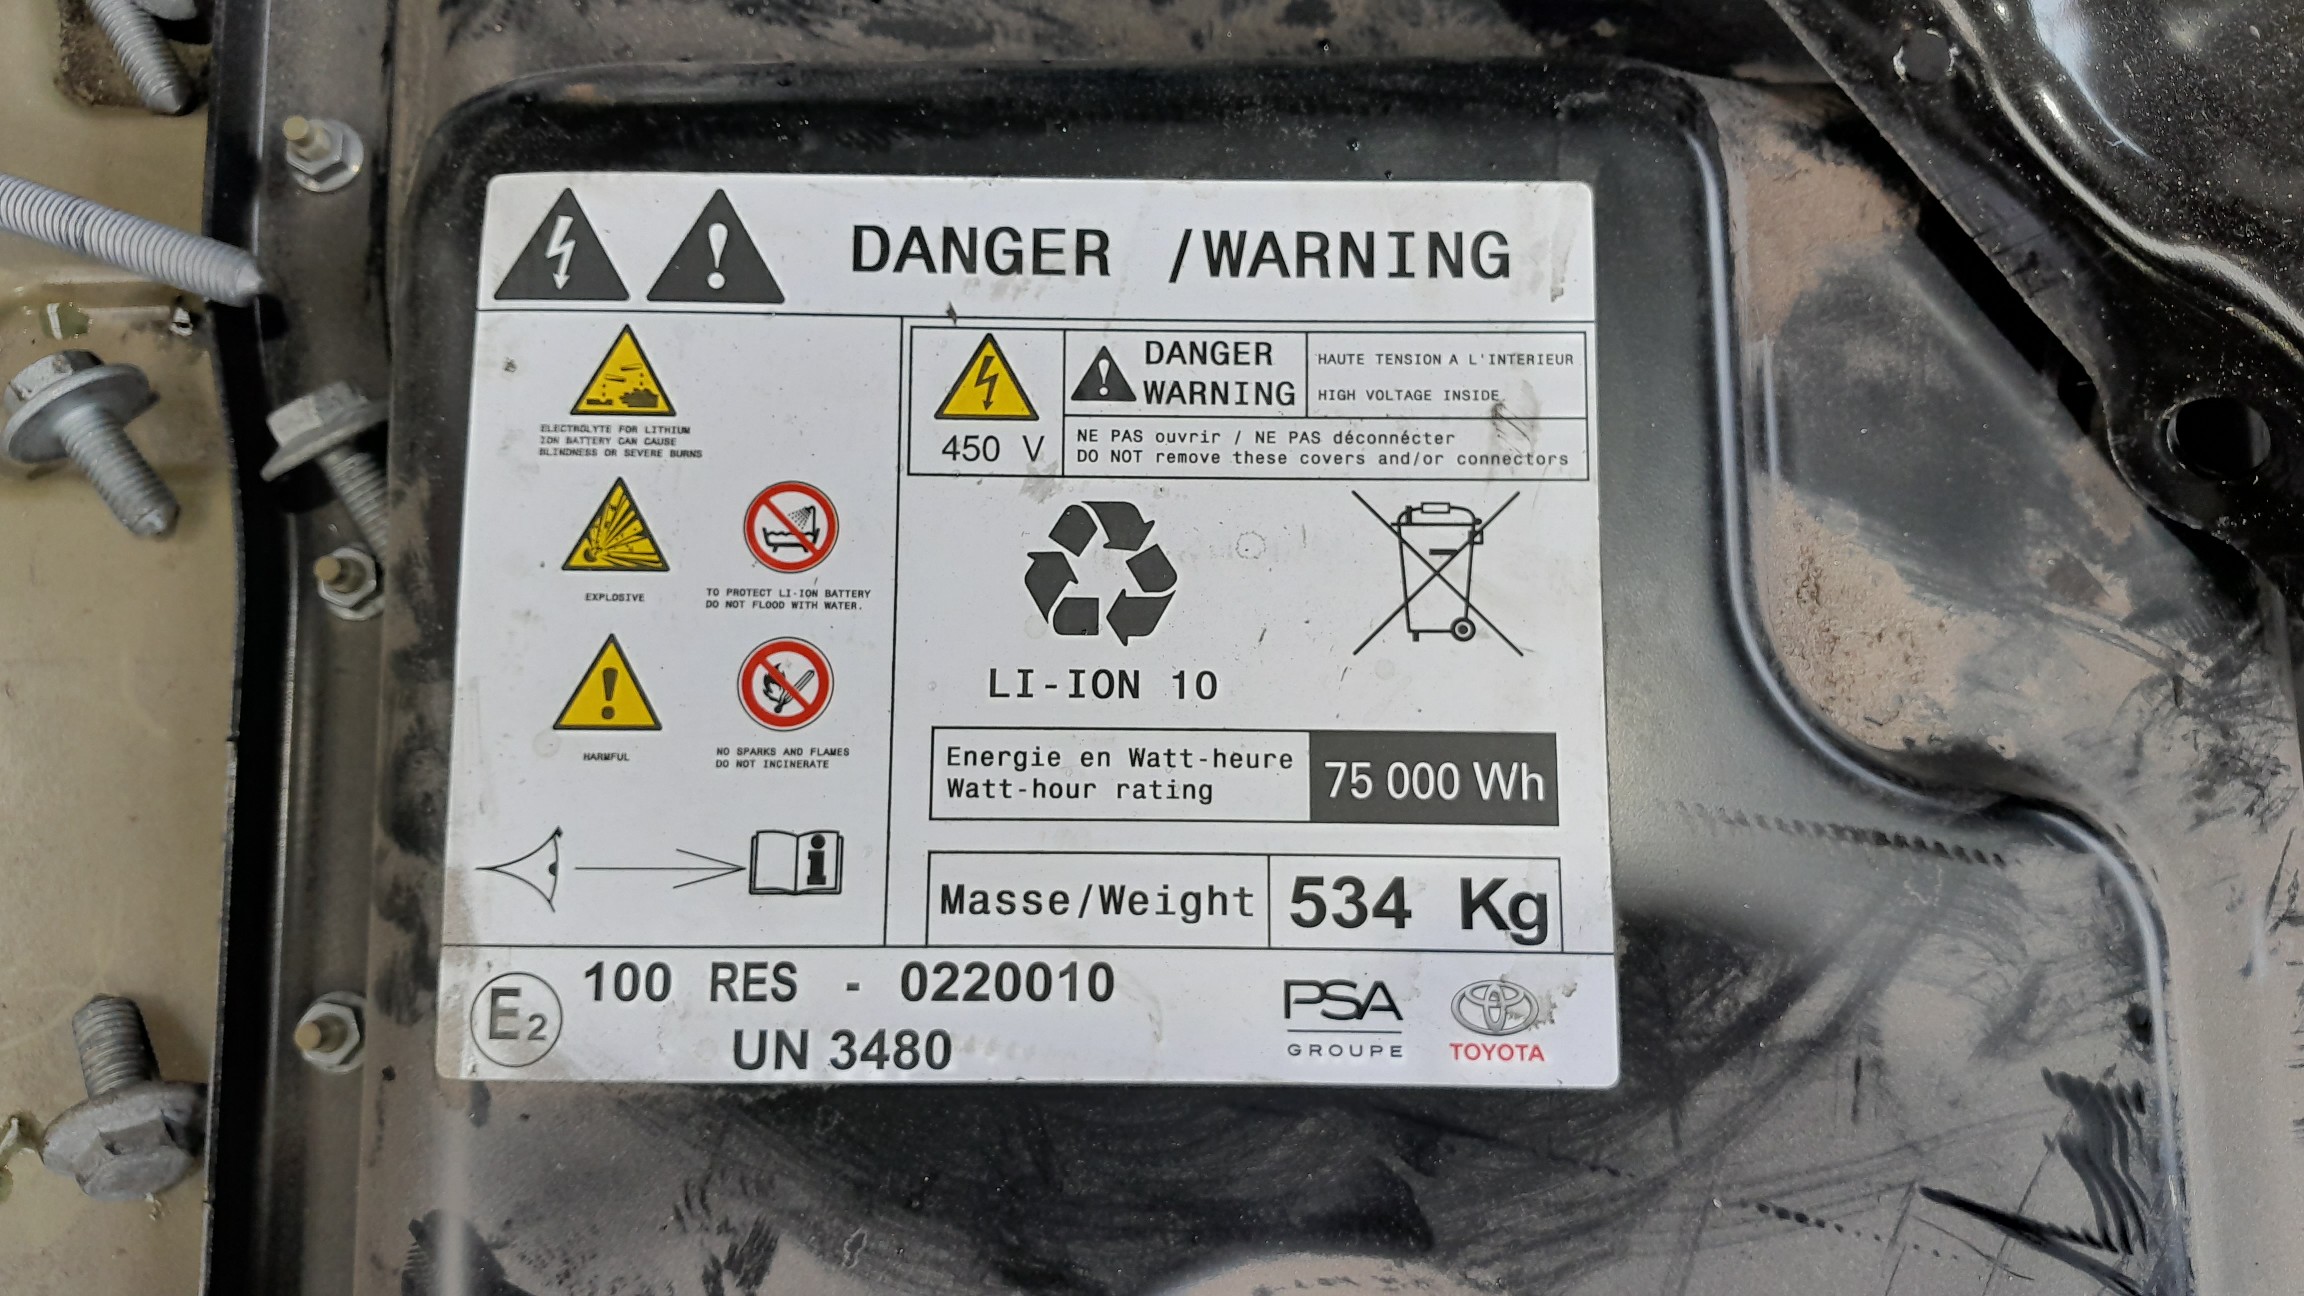 DANGER /WARNING
ELECTROLYTE FOR LITHIUM
ION BATTERY CAN CAUSE
BLINDNESS OR SEVERE BURNS
EXPLOSIVE
TO PROTECT LI-ION BATTERY
DO NOT FLOOD WITH WATER.
HARMFUL
NO SPARKS AND FLAMES
DO NOT INCINERATE
450 V
DANGER
WARNING
HAUTE TENSION A L'INTERIEUR
HIGH VOLTAGE INSIDE
NE PAS ouvrir / NE PAS déconnécter
DO NOT remove these covers and/or connectors
LI-ION 10
Energie en Watt-heure
Watt-hour rating
75 000 Wh
Masse/Weight
534 Kg
E2
100 RES - 0220010
UN 3480
PSA
GROUPE
TOYOTA